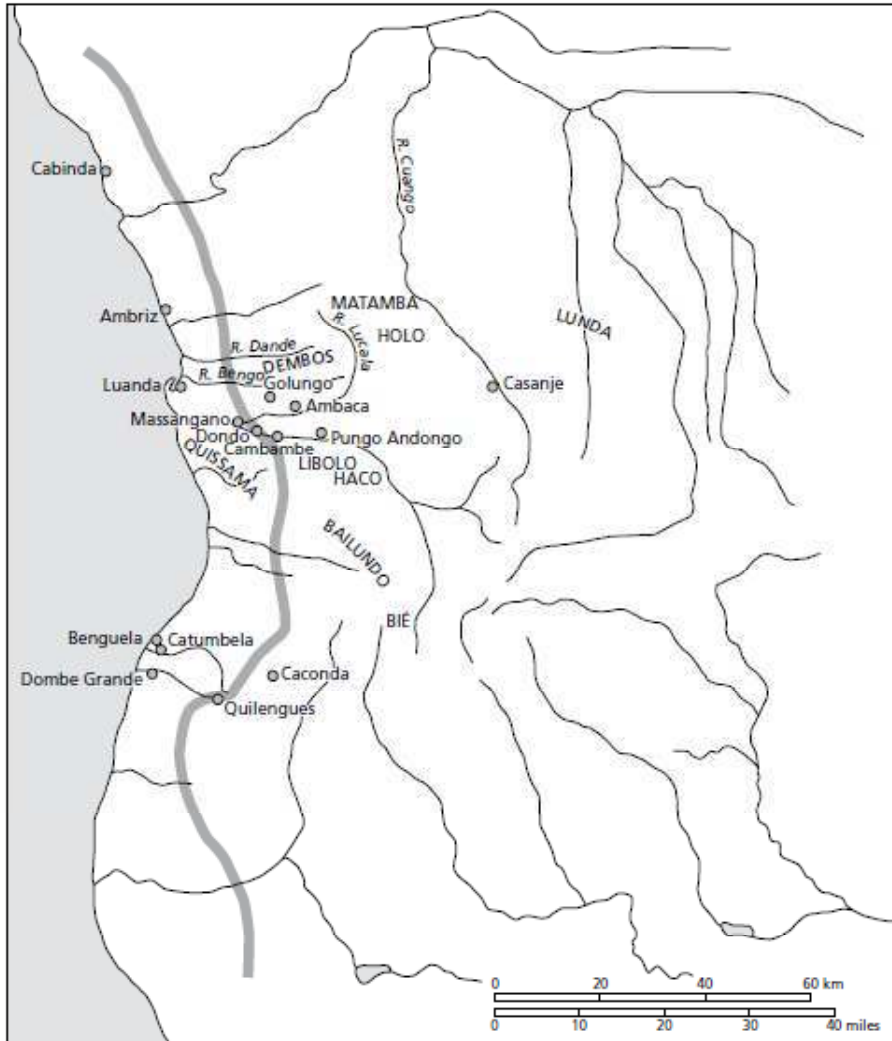 Cabinda
R. Cuango
MATAMBA
Ambriz
R. Lucala
LUNDA
HOLO
R. Dande
DEMBOS
R. Bengo
Luanda
Golungo
Casanje
Ambaca
Massangano
Dondo
Pungo Andongo
Cambambe
QUISSAMA
LIBOLO
HACO
BAILUNDO
BIÉ
Benguela
Catumbela
Dombe Grande
Caconda
Quilengues
0 20 40 60 km
0 10 20 30 40 miles